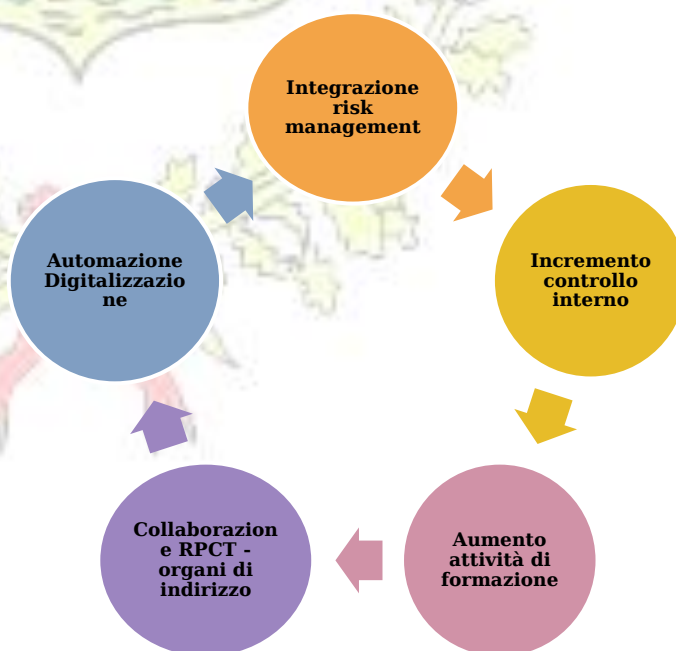 Integrazione
risk
management
Incremento
controllo
interno
Aumento
attività di
formazione
Collaborazion
e RPCT -
organi di
indirizzo
Automazione
Digitalizzazio
ne